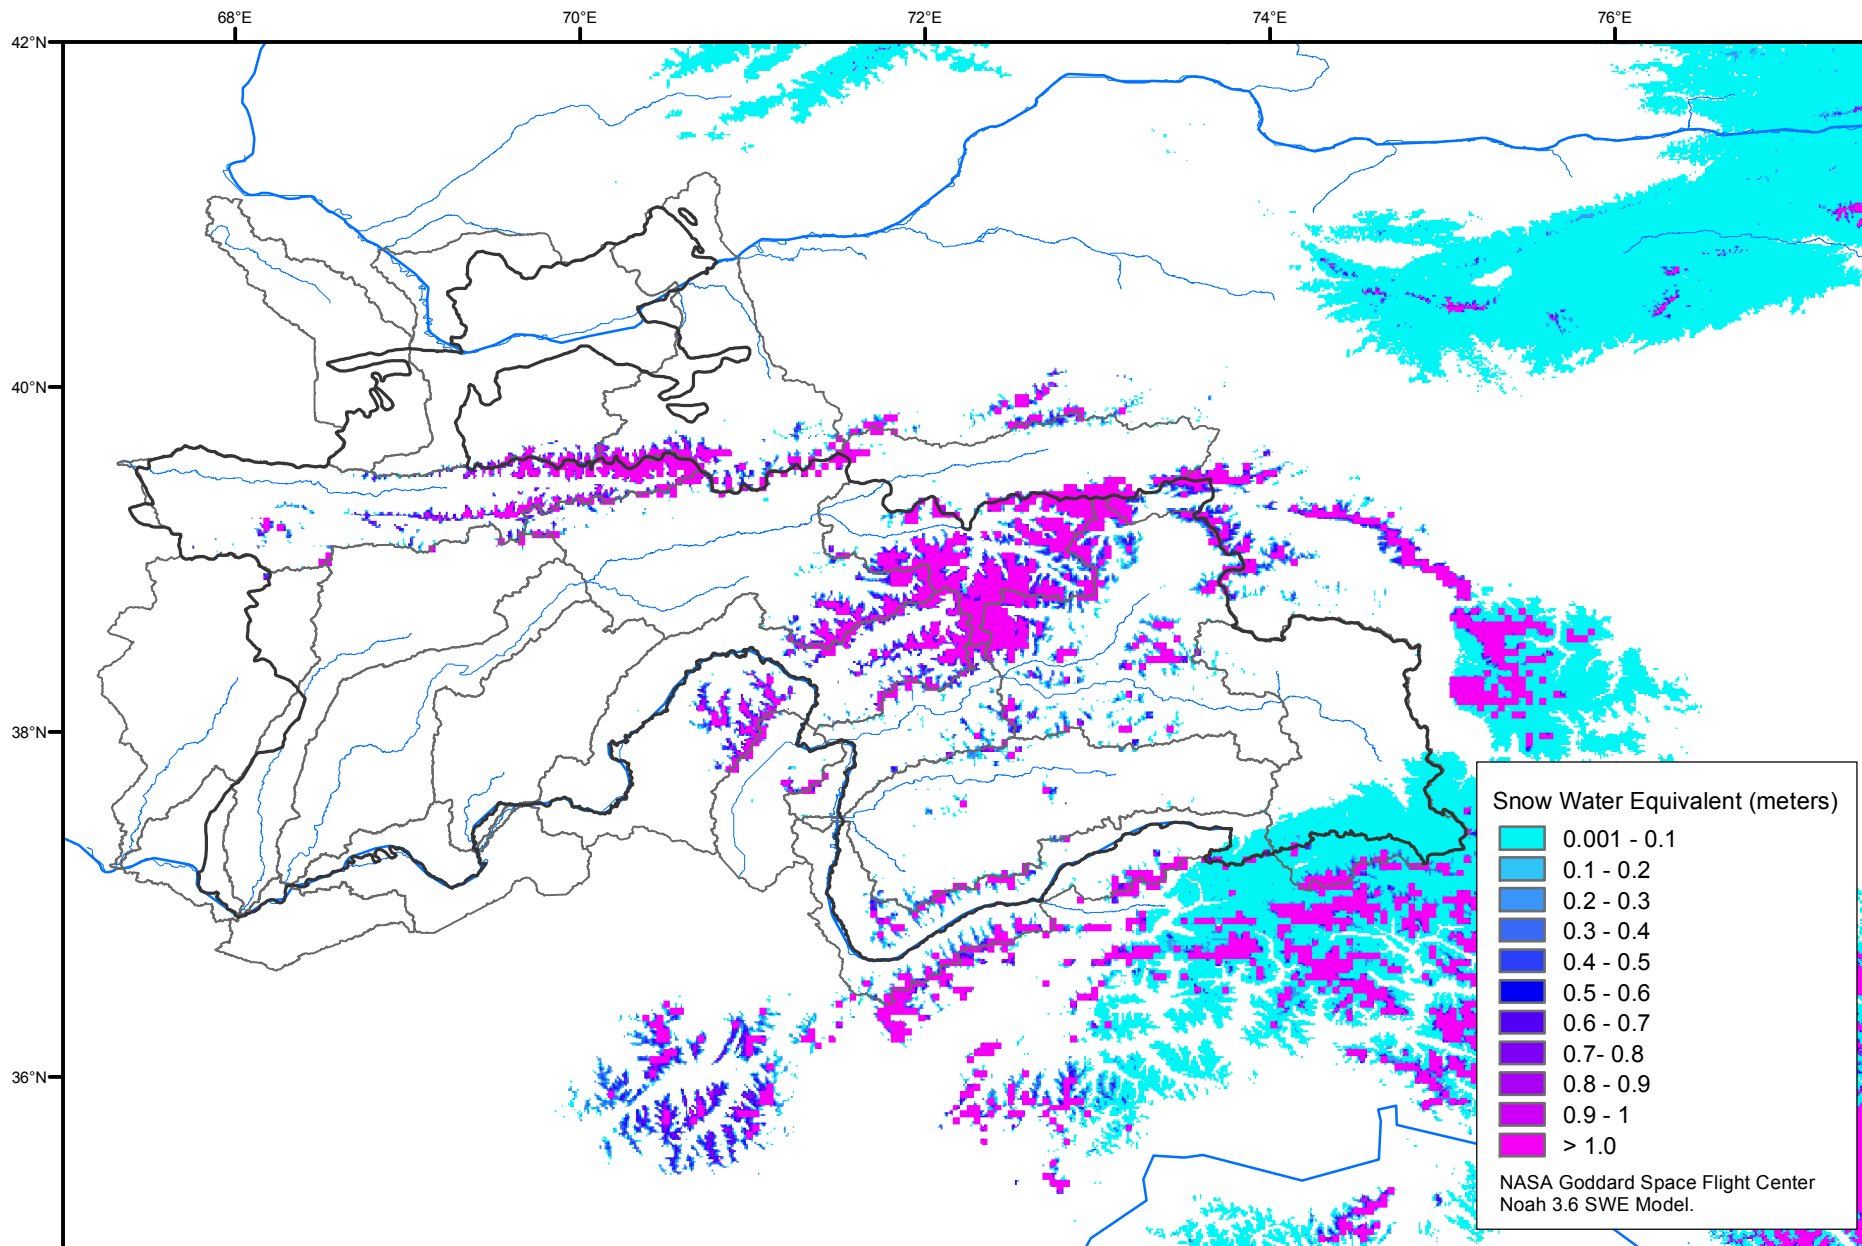 68°E
70°E
72°E
74°E
76°E
42°N
40°N
38°N
36°N
Snow Water Equivalent (meters)
0.001 - 0.1
0.1 - 0.2
0.2 - 0.3
0.3 - 0.4
0.4 - 0.5
0.5 - 0.6
0.6 - 0.7
0.7- 0.8
0.8 - 0.9
0.9 - 1
> 1.0
NASA Goddard Space Flight Center
Noah 3.6 SWE Model.